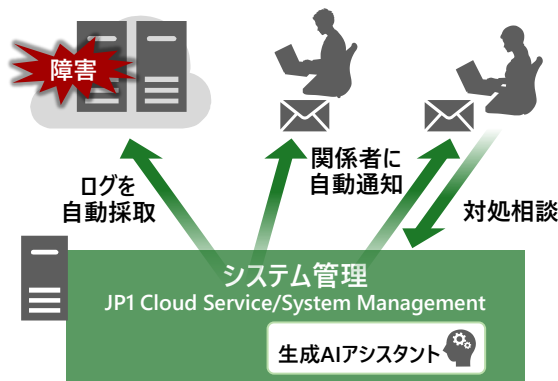 障害
ログを
自動採取
関係者に
自動通知
対処相談
システム管理
JP1 Cloud Service/System Management
生成AIアシスタント